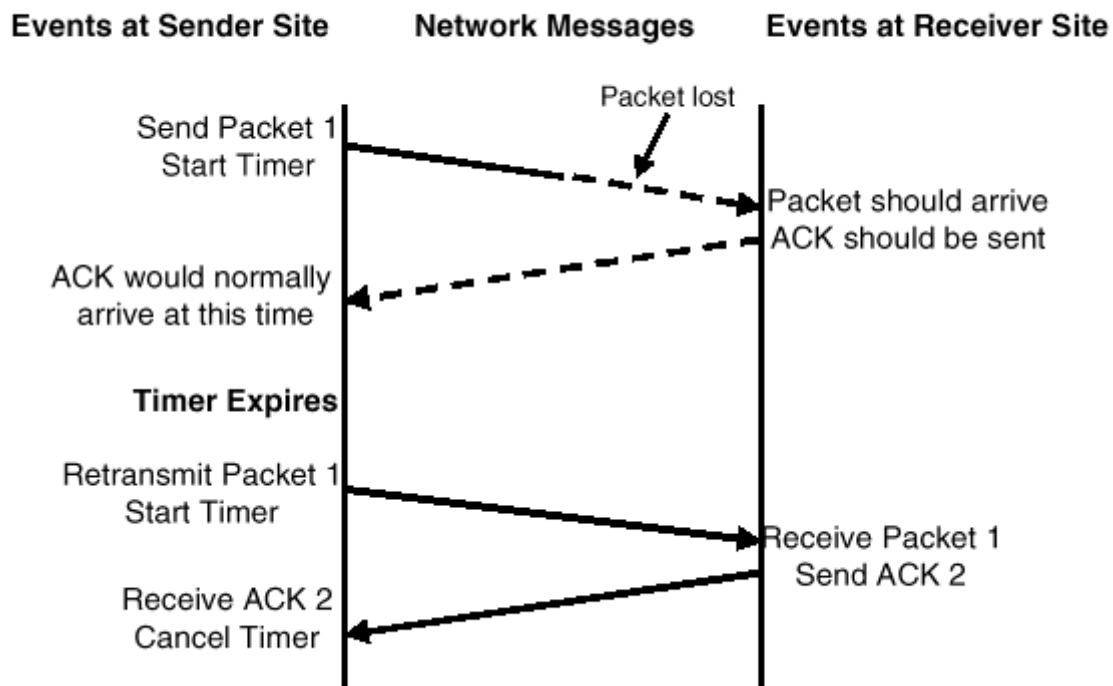 Events at Sender Site
Network Messages
Events at Receiver Site
Packet lost
Send Packet 1
Start Timer
Packet should arrive
ACK should be sent
ACK would normally
arrive at this time
Timer Expires
Retransmit Packet 1
Start Timer
Receive Packet 1
Send ACK 2
Receive ACK 2
Cancel Timer